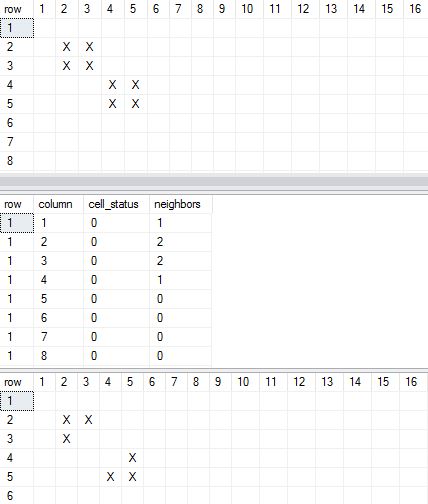 row 1 2 3 4 5 6 7 8 9 10 11 12 13 14 15 16
1
2 X X
3 X X
4 X X
5 X X
6
7
8
row column cell_status neighbors
1 1 0 1
1 2 0 2
1 3 0 2
1 4 0 1
1 5 0 0
1 6 0 0
1 7 0 0
1 8 0 0
row 1 2 3 4 5 6 7 8 9 10 11 12 13 14 15 16
1
2 X X
3 X
4 X
5 X X
6